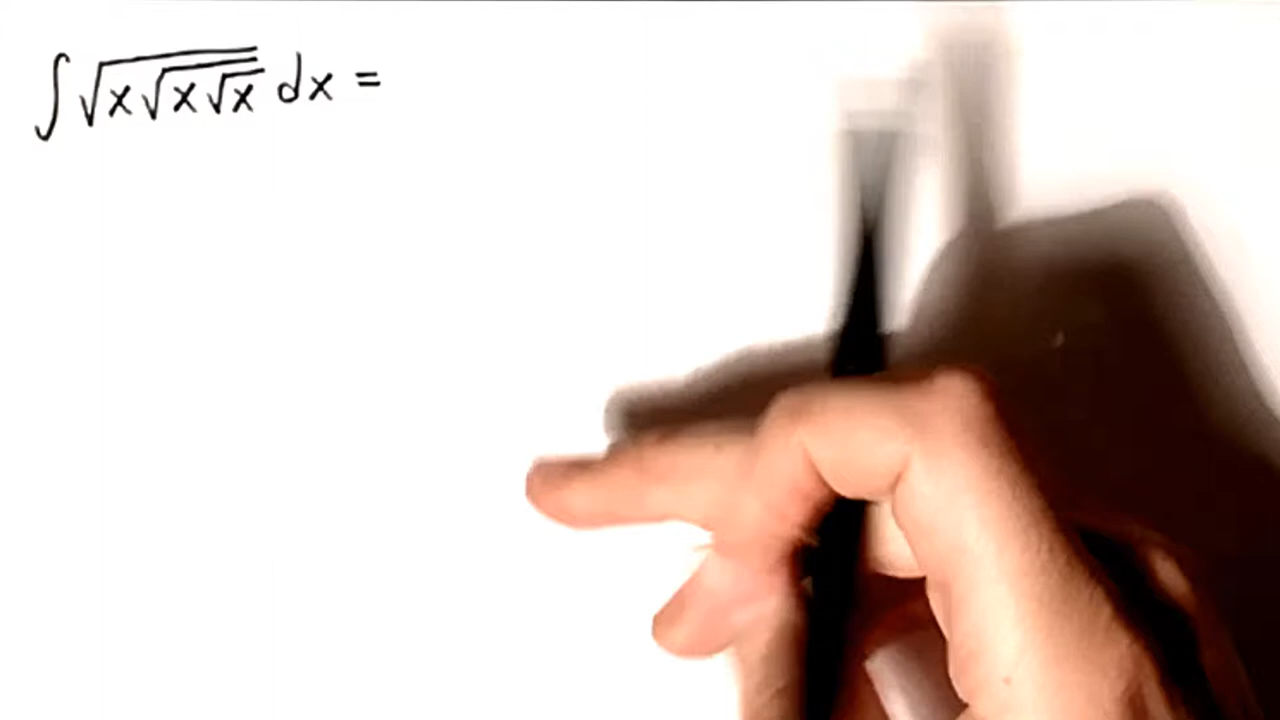 ∫√(x√(x√x)) dx =